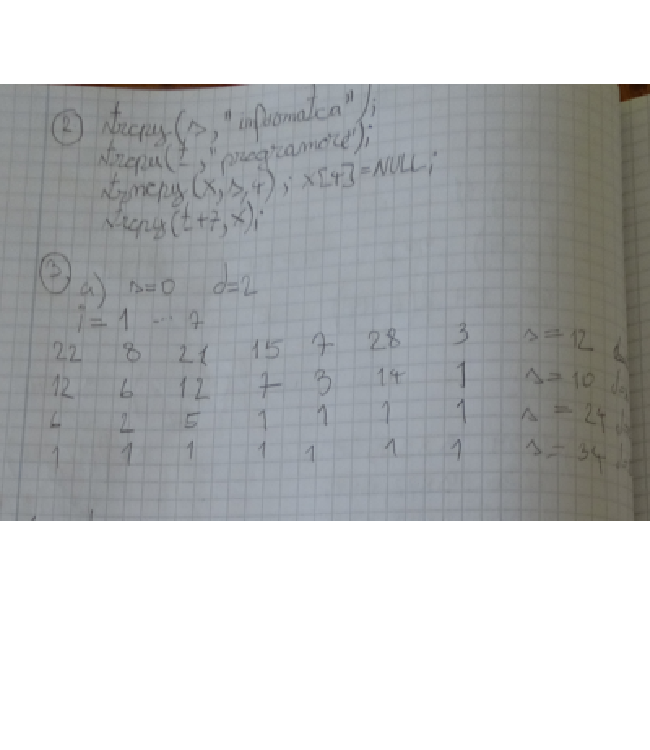 ② strcpy(s,"informatica");
strcpy(t,"programare");
strncpy(x,s,4); x[4]=NULL;
strcpy(t+7,x);
③ a) s=0 d=2
i= 1 ... 7
22 8 21 15 7 28 3 s=12
12 6 12 7 3 14 1 s=10
6 2 5 1 1 1 1 s=24
1 1 1 1 1 1 1 s=34